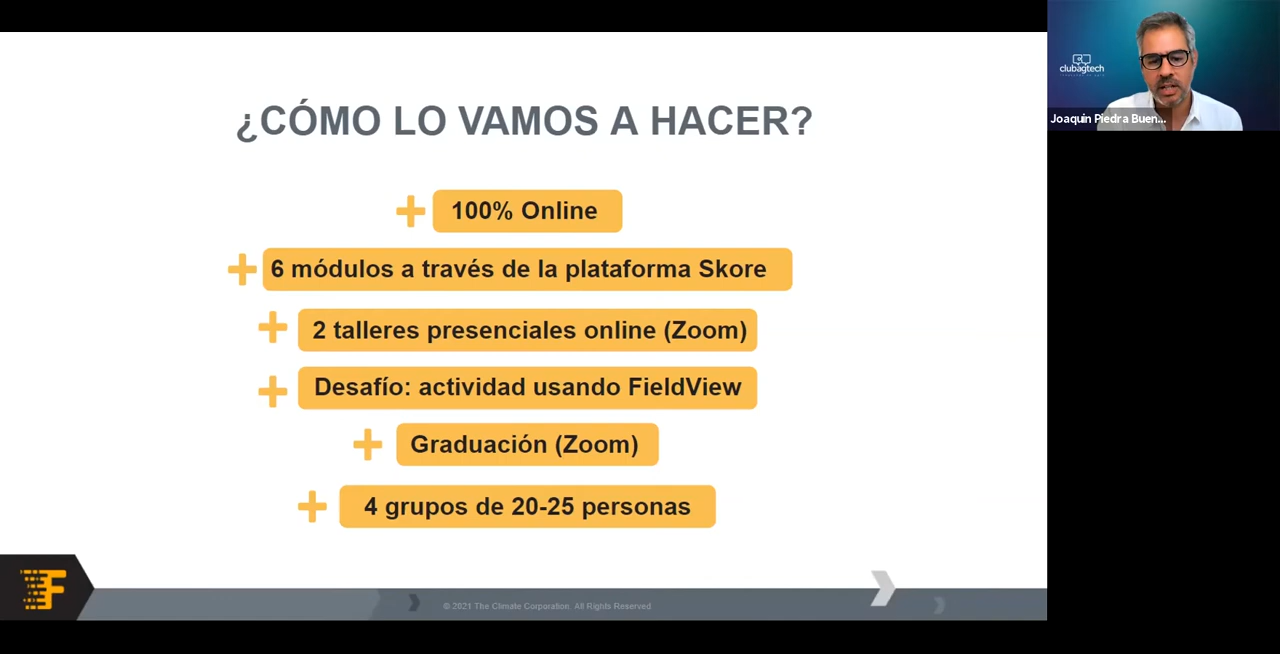 ¿CÓMO LO VAMOS A HACER?
100% Online
6 módulos a través de la plataforma Skore
2 talleres presenciales online (Zoom)
Desafío: actividad usando FieldView
Graduación (Zoom)
4 grupos de 20-25 personas
© 2021 The Climate Corporation. All Rights Reserved
clubagtech
Joaquin Piedra Buen...